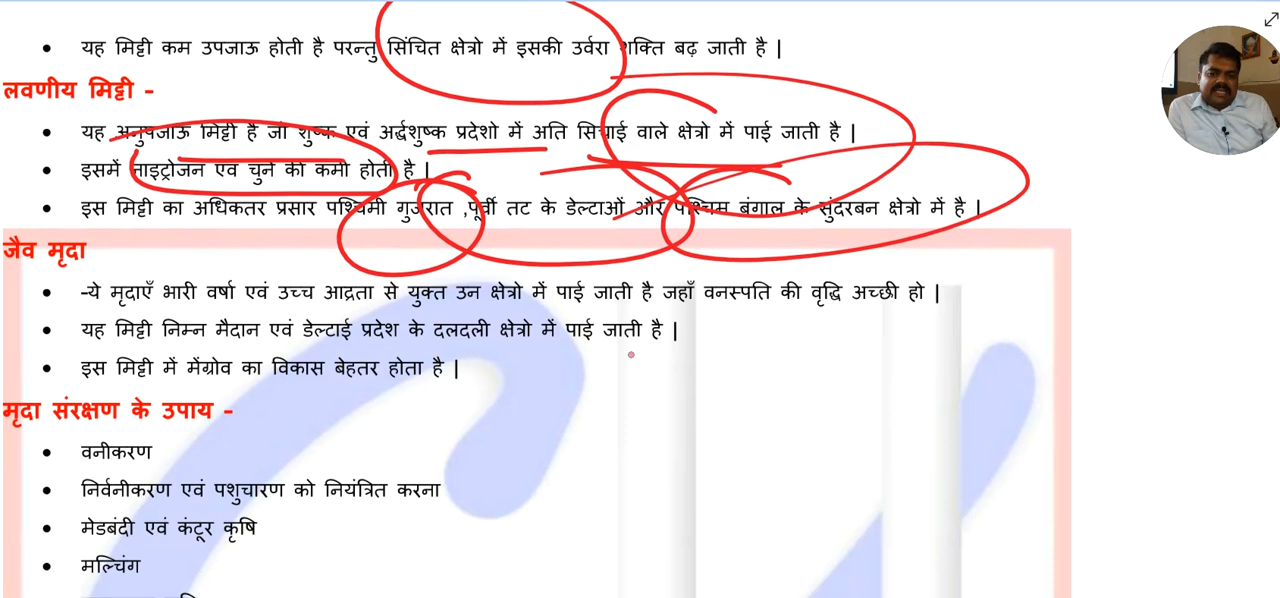 यह मिट्टी कम उपजाऊ होती है परन्तु सिंचित क्षेत्रो में इसकी उर्वरा शक्ति बढ़ जाती है |
लवणीय मिट्टी -
यह अनुपजाऊ मिट्टी है जो शुष्क एवं अर्द्धशुष्क प्रदेशो में अति सिचाई वाले क्षेत्रो में पाई जाती है |
इसमें नाइट्रोजन एवं चुने की कमी होती है |
इस मिट्टी का अधिकतर प्रसार पश्चिमी गुजरात ,पूर्वी तट के डेल्टाओं और पश्चिम बंगाल के सुंदरबन क्षेत्रो में है |
जैव मृदा
-ये मृदाएँ भारी वर्षा एवं उच्च आद्रता से युक्त उन क्षेत्रो में पाई जाती है जहाँ वनस्पति की वृद्धि अच्छी हो |
यह मिट्टी निम्न मैदान एवं डेल्टाई प्रदेश के दलदली क्षेत्रो में पाई जाती है |
इस मिट्टी में मेंग्रोव का विकास बेहतर होता है |
मृदा संरक्षण के उपाय -
वनीकरण
निर्वनीकरण एवं पशुचारण को नियंत्रित करना
मेडबंदी एवं कंटूर कृषि
मल्चिंग